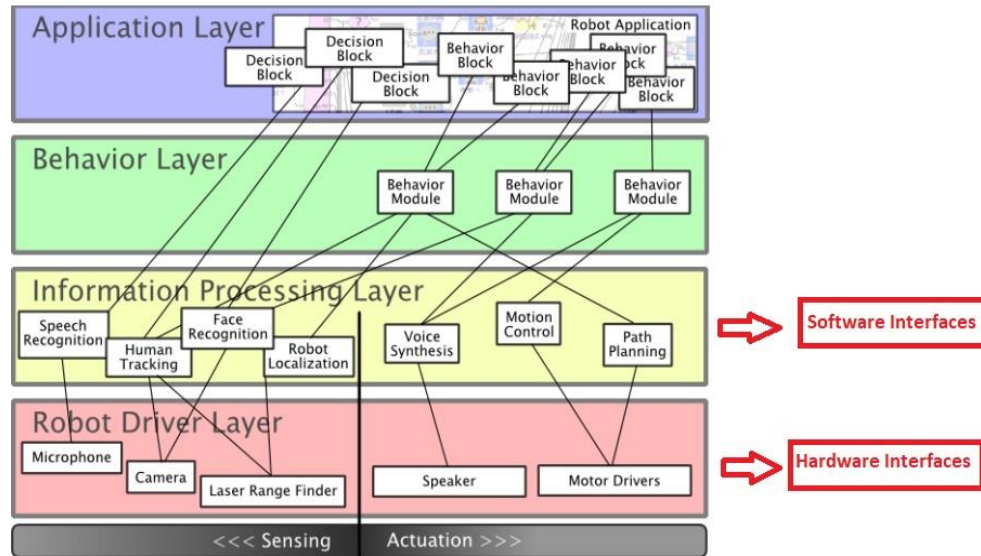 Application Layer
Robot Application
Decision
Block
Decision
Block
Decision
Block
Behavior
Block
Behavior
Block
Behavior
Block
Behavior
Block
Behavior
Block
Behavior Layer
Behavior
Module
Behavior
Module
Behavior
Module
Information Processing Layer
Speech
Recognition
Human
Tracking
Face
Recognition
Robot
Localization
Voice
Synthesis
Motion
Control
Path
Planning
Software Interfaces
Robot Driver Layer
Microphone
Camera
Laser Range Finder
Speaker
Motor Drivers
Hardware Interfaces
<<< Sensing
Actuation >>>